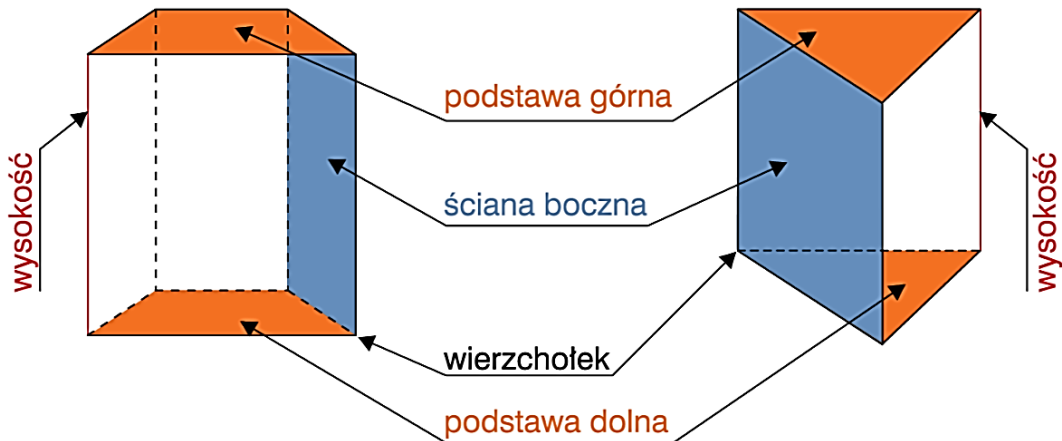 podstawa górna
wysokość
ściana boczna
wysokość
wierzchołek
podstawa dolna